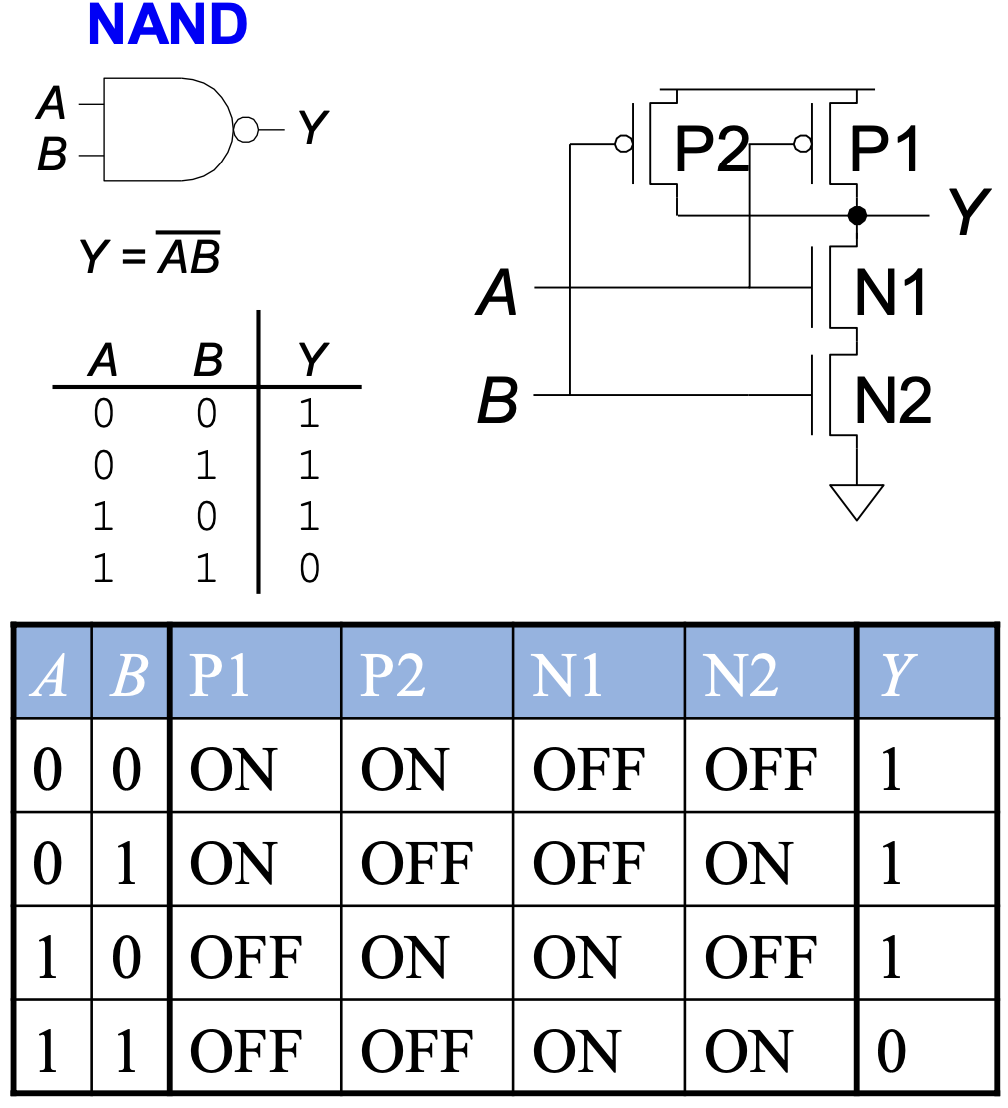 NAND
A
B
Y
Y = A̅B̅
A B Y
0 0 1
0 1 1
1 0 1
1 1 0
P2 P1
Y
A
N1
B
N2
A B P1 P2 N1 N2 Y
0 0 ON ON OFF OFF 1
0 1 ON OFF OFF ON 1
1 0 OFF ON ON OFF 1
1 1 OFF OFF ON ON 0